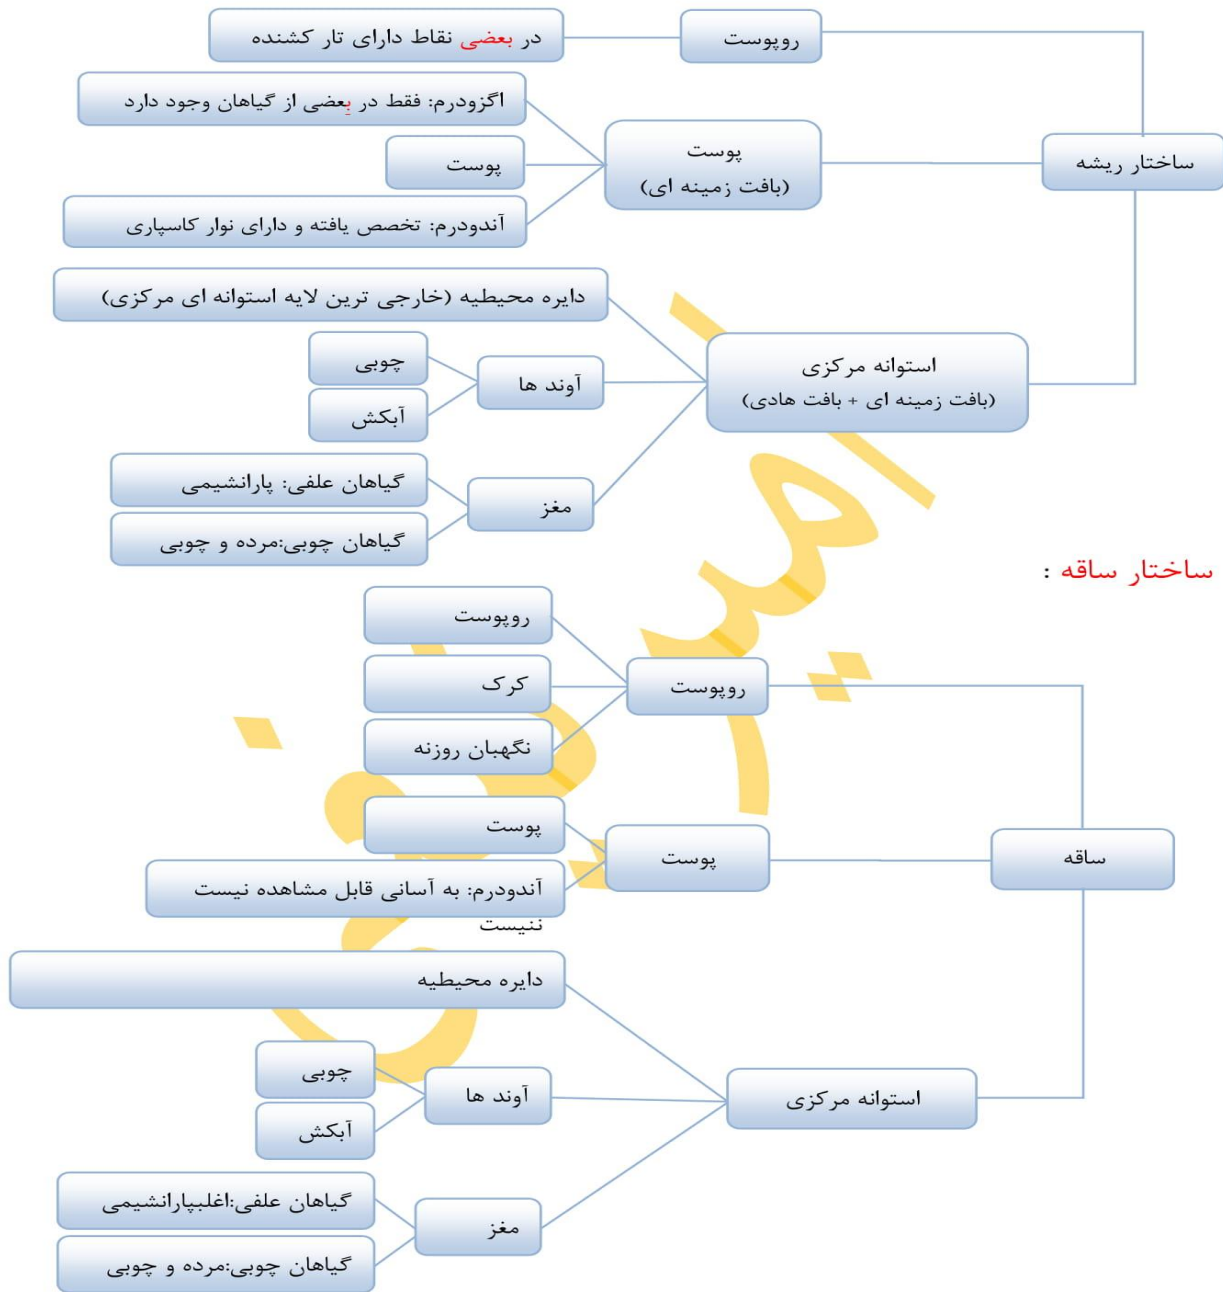 روپوست
در بعضی نقاط دارای تار کشنده
ساختار ریشه
پوست
(بافت زمینه ای)
اگزودرم: فقط در بعضی از گیاهان وجود دارد
پوست
آندودرم: تخصص یافته و دارای نوار کاسپاری
استوانه مرکزی
(بافت زمینه ای + بافت هادی)
دایره محیطیه (خارجی ترین لایه استوانه ای مرکزی)
آوند ها
چوبی
آبکش
مغز
گیاهان علفی: پارانشیمی
گیاهان چوبی:مرده و چوبی
ساختار ساقه :
روپوست
روپوست
کرک
نگهبان روزنه
ساقه
پوست
پوست
آندودرم: به آسانی قابل مشاهده نیست
ننیست
استوانه مرکزی
دایره محیطیه
آوند ها
چوبی
آبکش
مغز
گیاهان علفی:اغلبپارانشیمی
گیاهان چوبی:مرده و چوبی